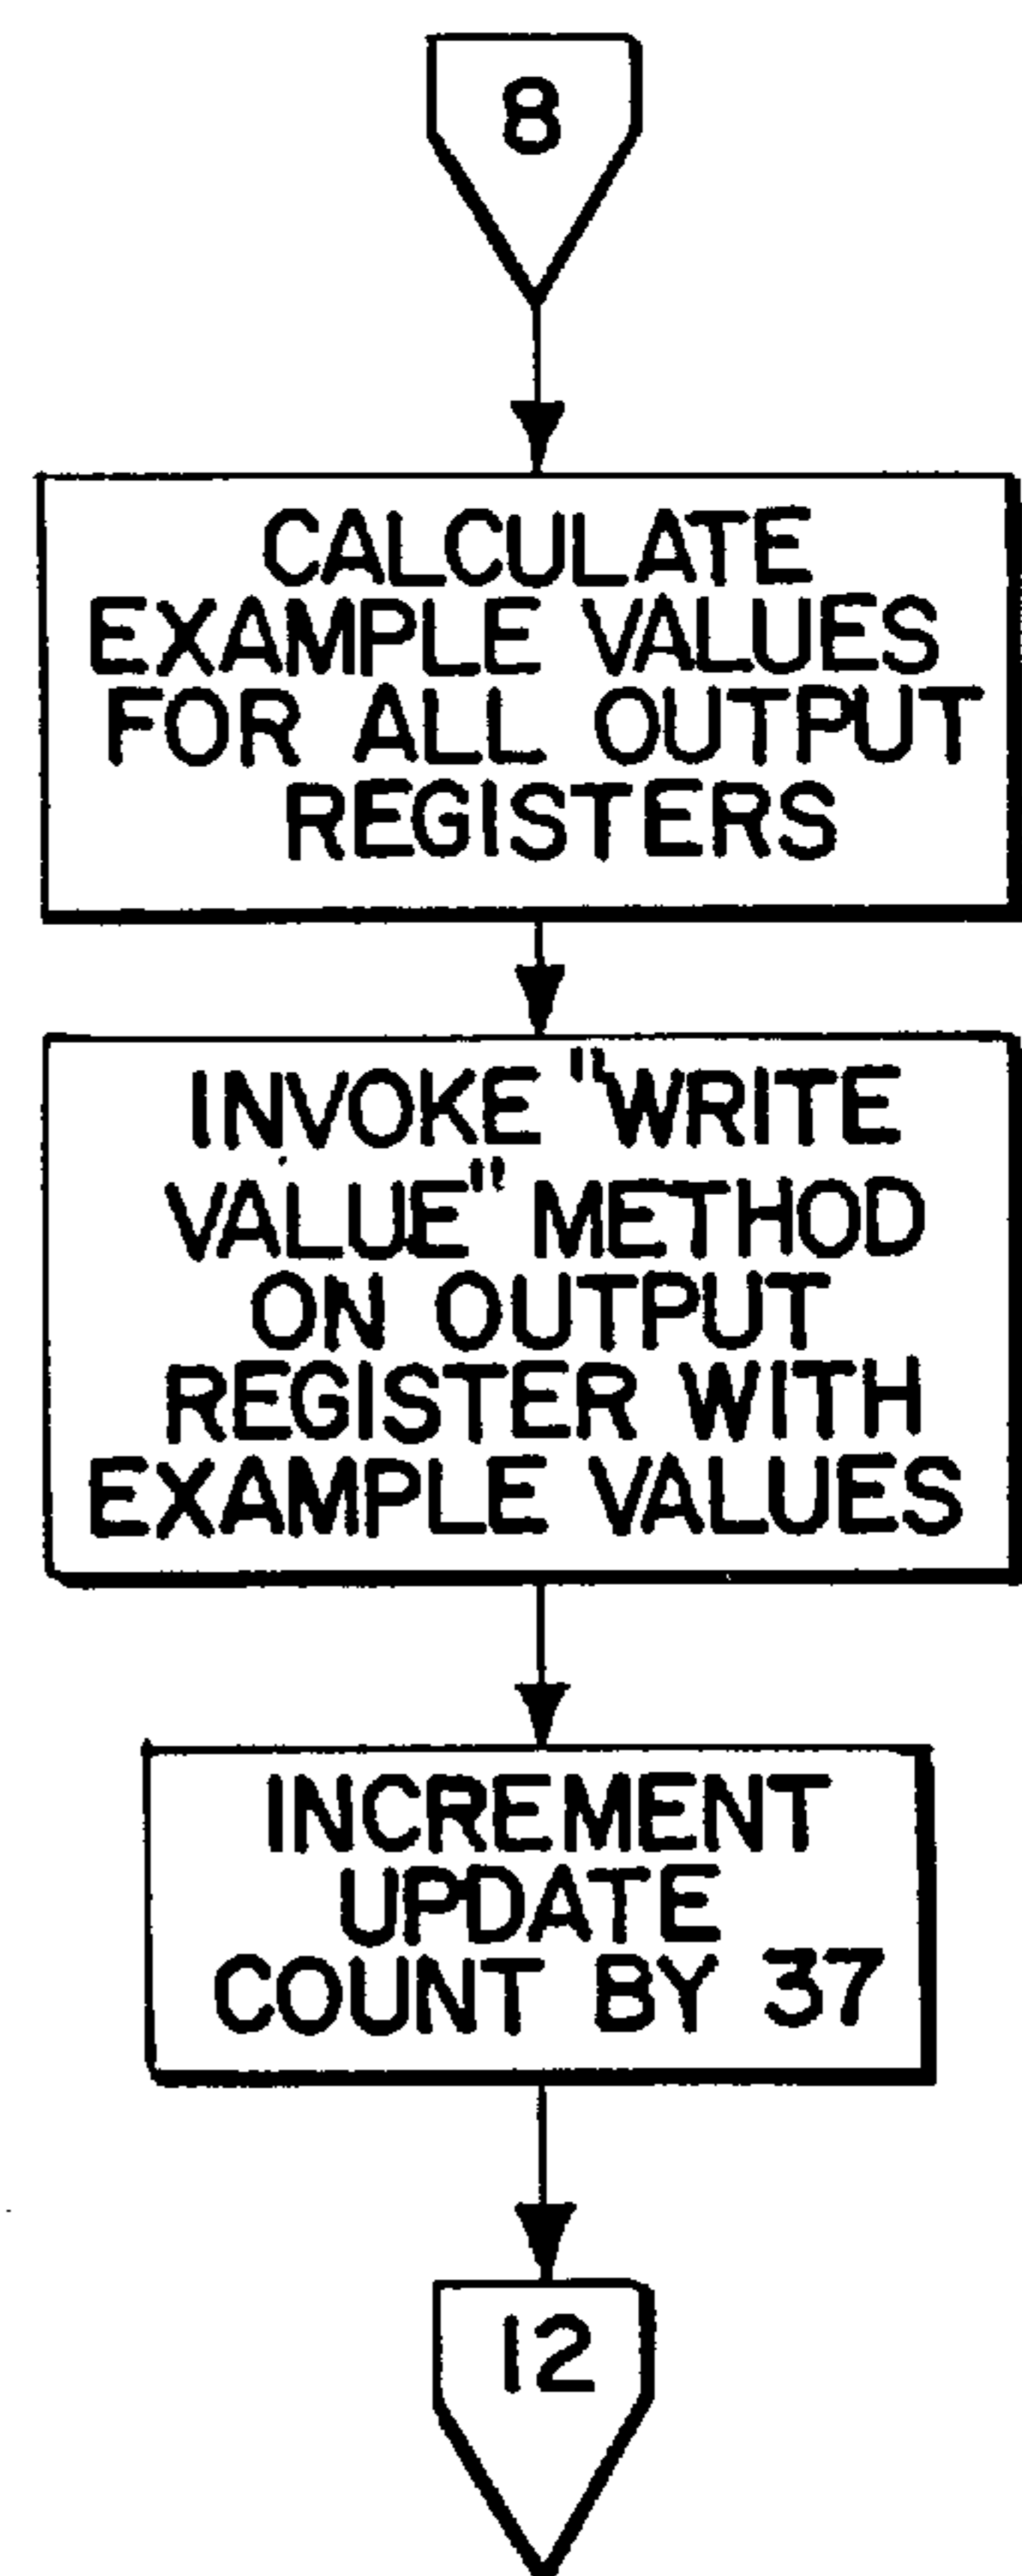 8
CALCULATE
EXAMPLE VALUES
FOR ALL OUTPUT
REGISTERS
INVOKE "WRITE
VALUE" METHOD
ON OUTPUT
REGISTER WITH
EXAMPLE VALUES
INCREMENT
UPDATE
COUNT BY 37
12